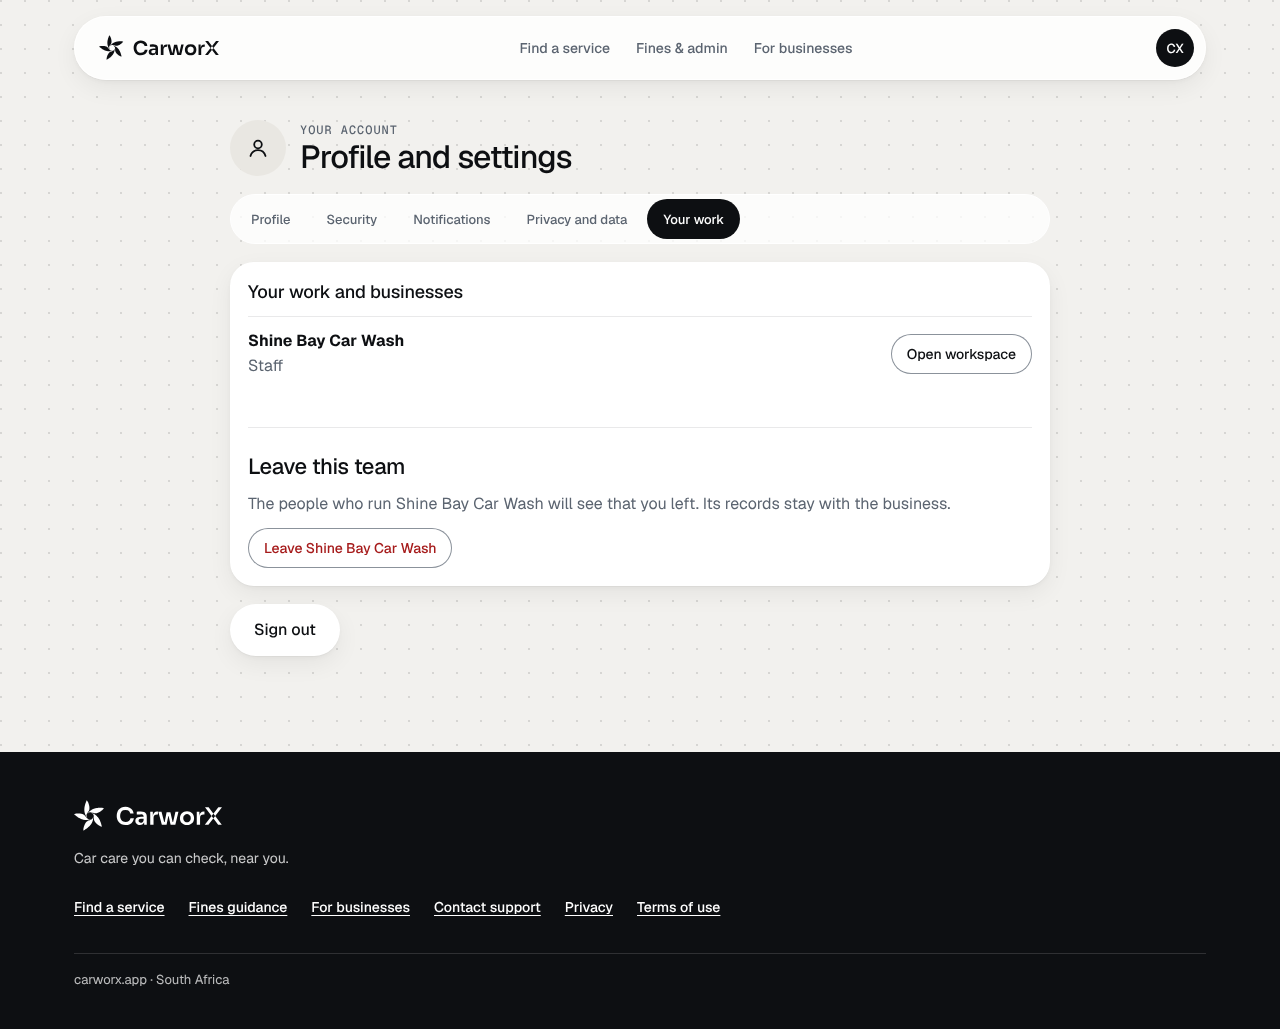 CarworX
Find a service
Fines & admin
For businesses
CX
YOUR ACCOUNT
Profile and settings
Profile
Security
Notifications
Privacy and data
Your work
Your work and businesses
Shine Bay Car Wash
Staff
Open workspace
Leave this team
The people who run Shine Bay Car Wash will see that you left. Its records stay with the business.
Leave Shine Bay Car Wash
Sign out
CarworX
Car care you can check, near you.
Find a service
Fines guidance
For businesses
Contact support
Privacy
Terms of use
carworx.app · South Africa